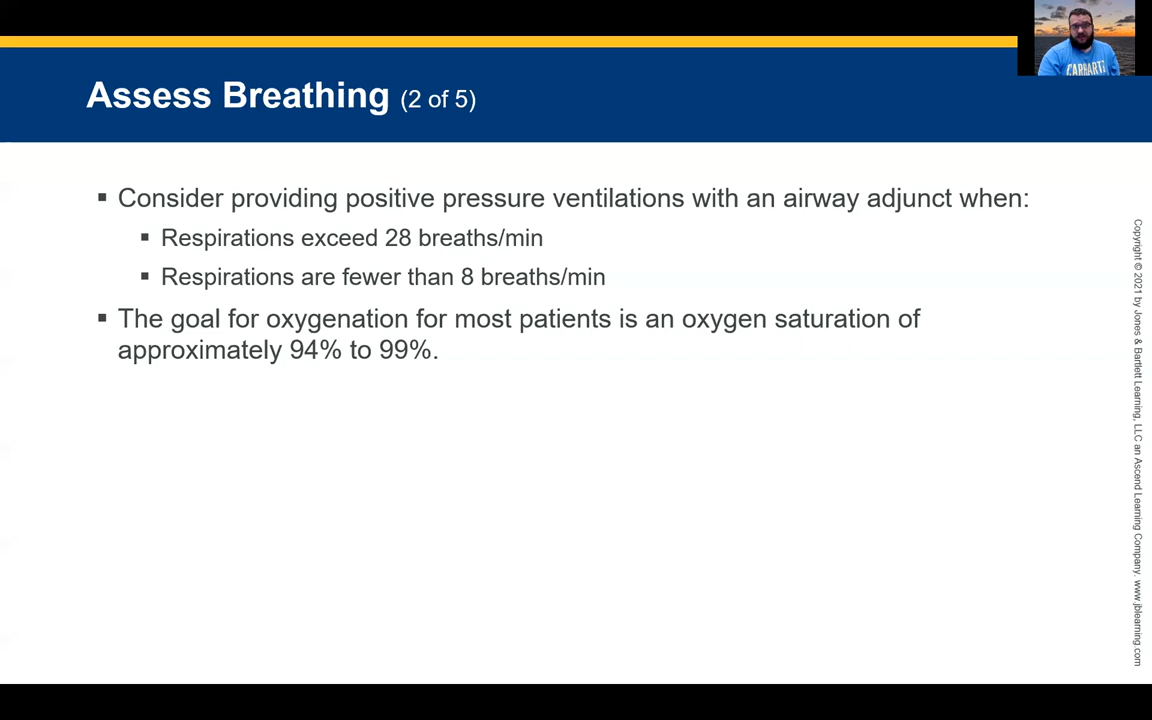 Assess Breathing (2 of 5)
▪ Consider providing positive pressure ventilations with an airway adjunct when:
▪ Respirations exceed 28 breaths/min
▪ Respirations are fewer than 8 breaths/min
▪ The goal for oxygenation for most patients is an oxygen saturation of
approximately 94% to 99%.
Copyright © 2021 by Jones & Bartlett Learning, LLC an Ascend Learning Company. www.jblearning.com
CARHARTT